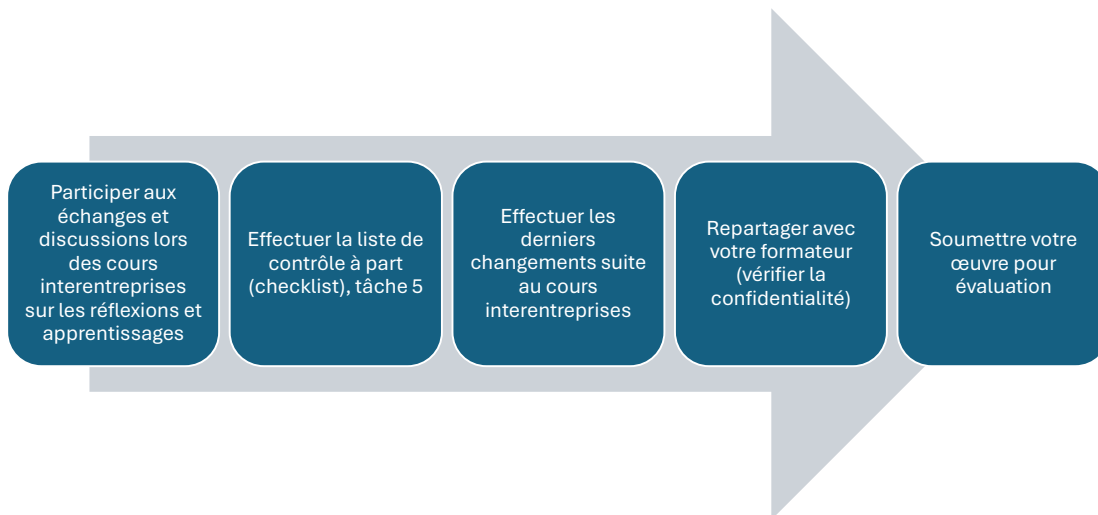 Participer aux
échanges et
discussions lors
des cours
interentreprises
sur les réflexions et
apprentissages
Effectuer la liste de
contrôle à part
(checklist), tâche 5
Effectuer les
derniers
changements suite
au cours
interentreprises
Repartager avec
votre formateur
(vérifier la
confidentialité)
Soumettre votre
œuvre pour
évaluation